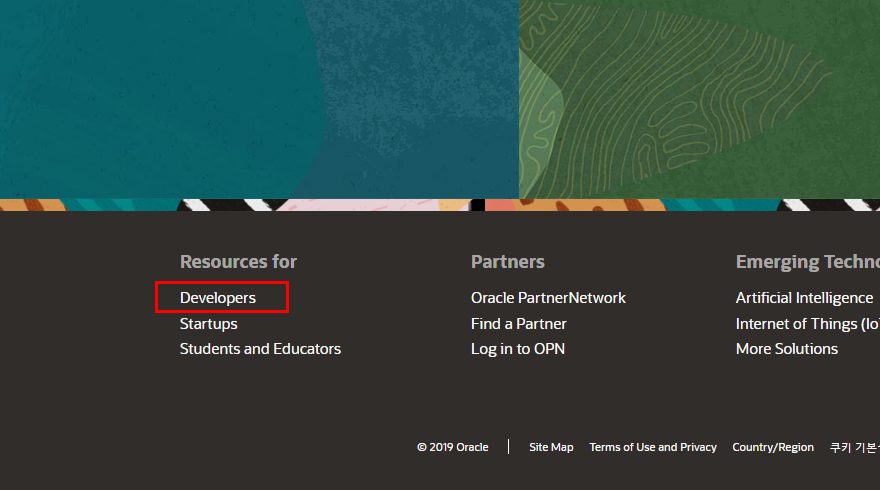 Resources for
Developers
Startups
Students and Educators
Partners
Oracle PartnerNetwork
Find a Partner
Log in to OPN
Emerging Techno
Artificial Intelligence
Internet of Things (Io
More Solutions
© 2019 Oracle | Site Map Terms of Use and Privacy Country/Region 쿠키 기본